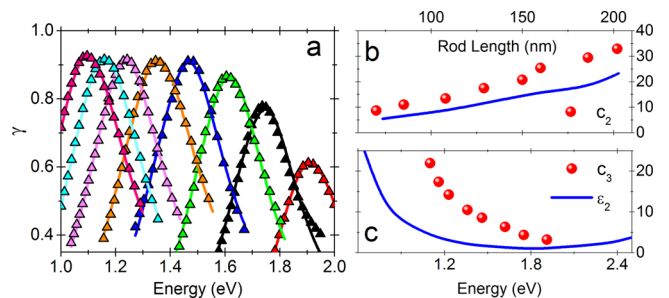 a
1.0
0.8
0.6
0.4
γ
1.0 1.2 1.4 1.6 1.8 2.0
Energy (eV)
b
100 150 200
Rod Length (nm)
40
30
20
10
0
c₂
c
c₃
ε₂
20
10
0
1.2 1.8 2.4
Energy (eV)